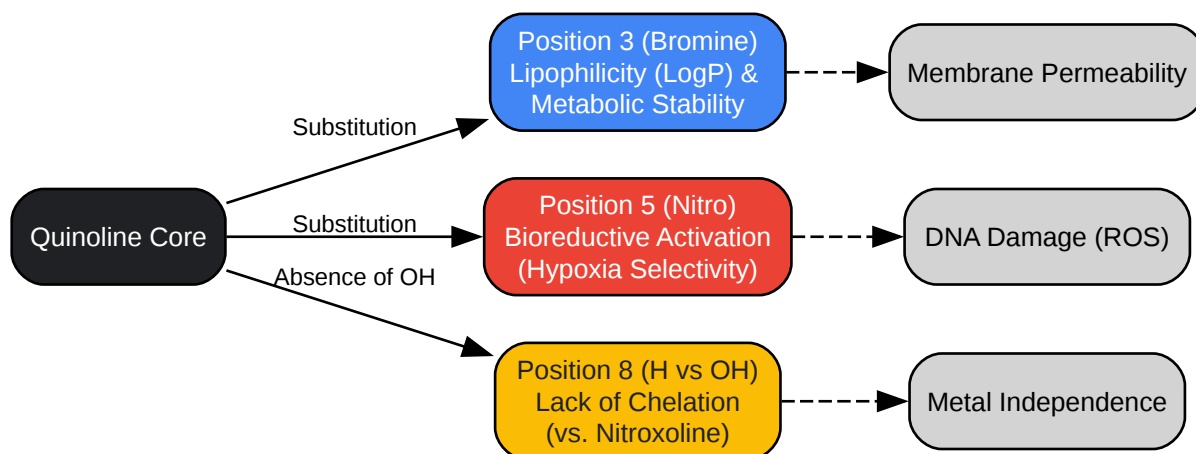 Position 3 (Bromine)
Lipophilicity (LogP) &
Metabolic Stability
Membrane Permeability
Substitution
Quinoline Core
Substitution
Position 5 (Nitro)
Bioreductive Activation
(Hypoxia Selectivity)
DNA Damage (ROS)
Absence of OH
Position 8 (H vs OH)
Lack of Chelation
(vs. Nitroxoline)
Metal Independence